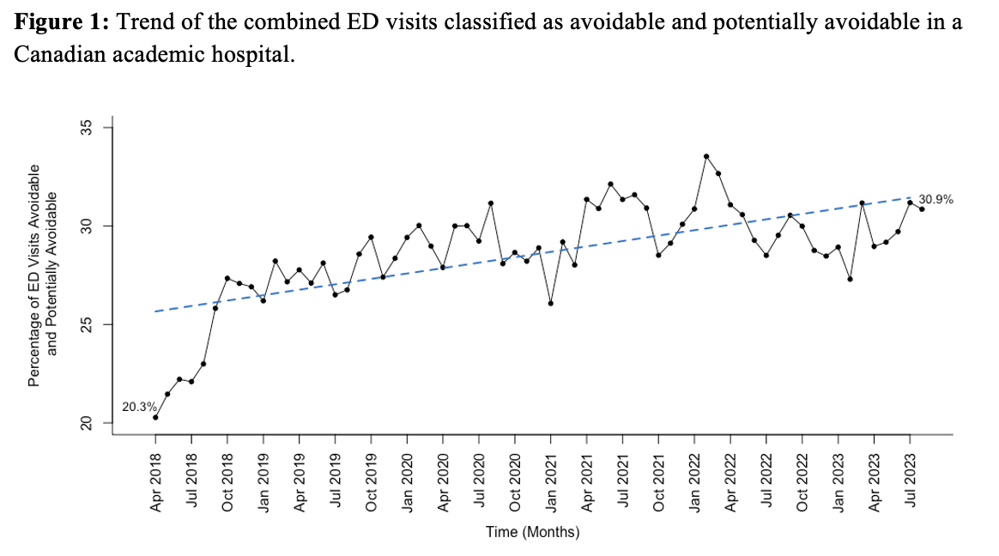 Figure 1: Trend of the combined ED visits classified as avoidable and potentially avoidable in a
Canadian academic hospital.
Percentage of ED Visits Avoidable
and Potentially Avoidable
35
30
25
20
20.3%
30.9%
Apr 2018
Jul 2018
Oct 2018
Jan 2019
Apr 2019
Jul 2019
Oct 2019
Jan 2020
Apr 2020
Jul 2020
Oct 2020
Jan 2021
Apr 2021
Jul 2021
Oct 2021
Jan 2022
Apr 2022
Jul 2022
Oct 2022
Jan 2023
Apr 2023
Jul 2023
Time (Months)